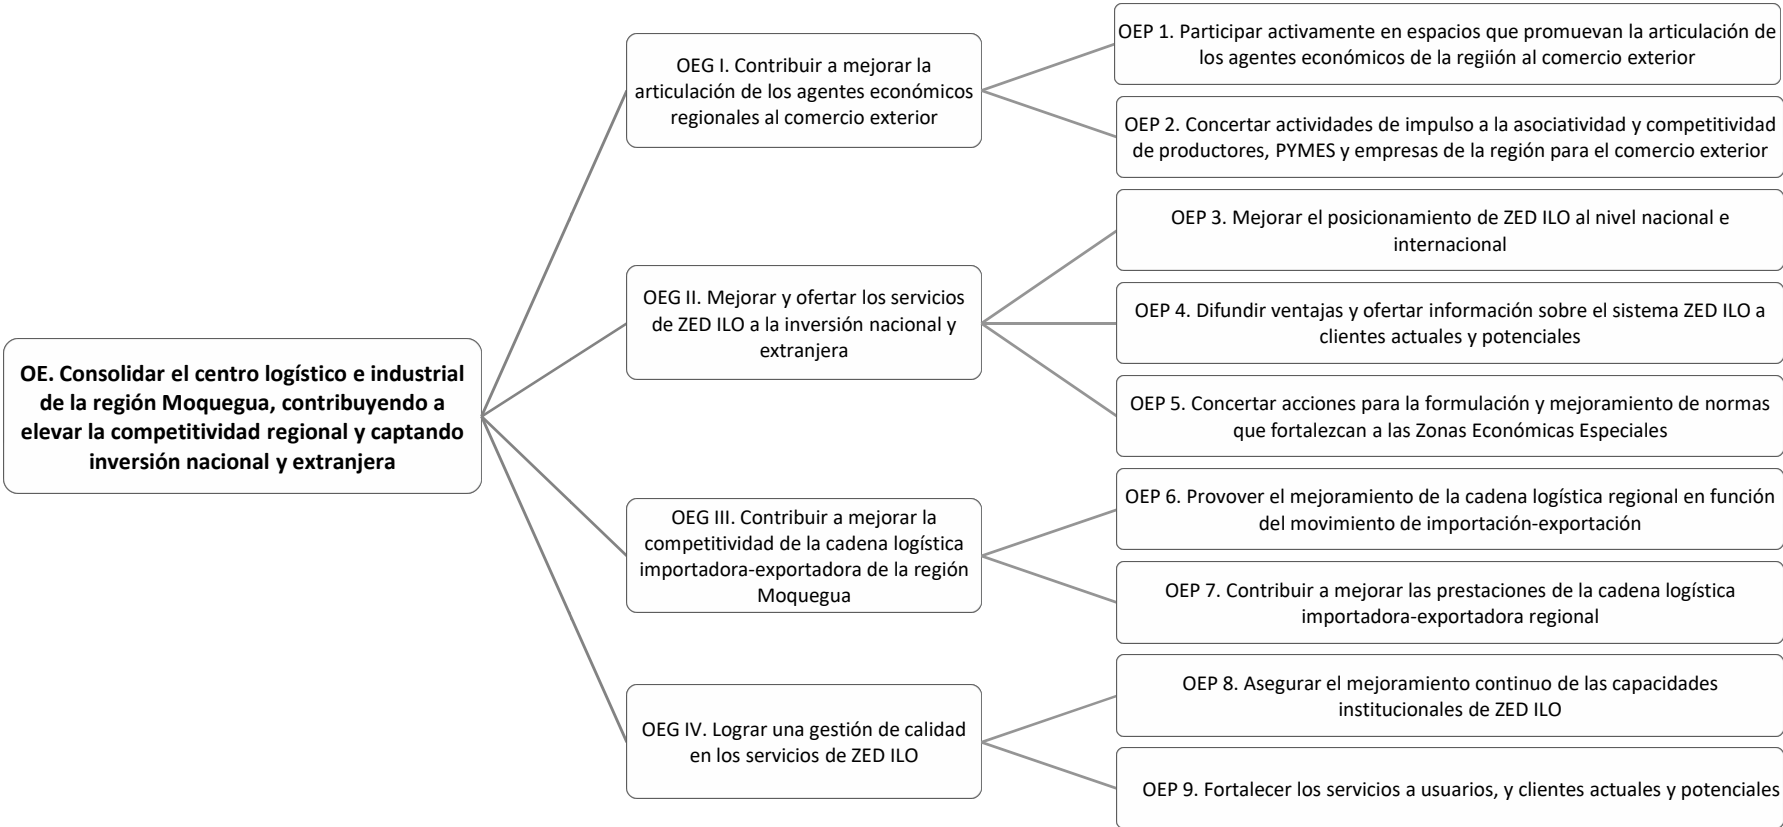 OE. Consolidar el centro logístico e industrial
de la región Moquegua, contribuyendo a
elevar la competitividad regional y captando
inversión nacional y extranjera
OEG I. Contribuir a mejorar la
articulación de los agentes económicos
regionales al comercio exterior
OEP 1. Participar activamente en espacios que promuevan la articulación de
los agentes económicos de la regiión al comercio exterior
OEP 2. Concertar actividades de impulso a la asociatividad y competitividad
de productores, PYMES y empresas de la región para el comercio exterior
OEG II. Mejorar y ofertar los servicios
de ZED ILO a la inversión nacional y
extranjera
OEP 3. Mejorar el posicionamiento de ZED ILO al nivel nacional e
internacional
OEP 4. Difundir ventajas y ofertar información sobre el sistema ZED ILO a
clientes actuales y potenciales
OEP 5. Concertar acciones para la formulación y mejoramiento de normas
que fortalezcan a las Zonas Económicas Especiales
OEG III. Contribuir a mejorar la
competitividad de la cadena logística
importadora-exportadora de la región
Moquegua
OEP 6. Provover el mejoramiento de la cadena logística regional en función
del movimiento de importación-exportación
OEP 7. Contribuir a mejorar las prestaciones de la cadena logística
importadora-exportadora regional
OEG IV. Lograr una gestión de calidad
en los servicios de ZED ILO
OEP 8. Asegurar el mejoramiento continuo de las capacidades
institucionales de ZED ILO
OEP 9. Fortalecer los servicios a usuarios, y clientes actuales y potenciales